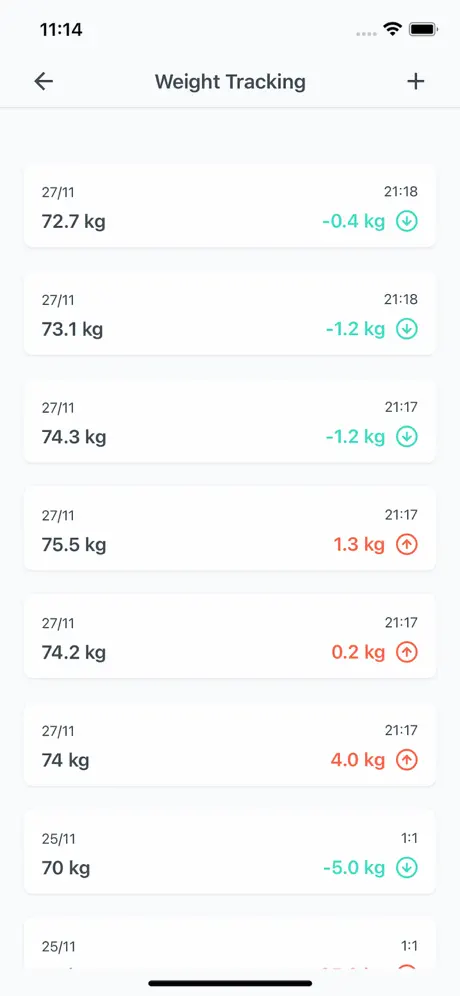 11:14
Weight Tracking
27/11 21:18
72.7 kg -0.4 kg
27/11 21:18
73.1 kg -1.2 kg
27/11 21:17
74.3 kg -1.2 kg
27/11 21:17
75.5 kg 1.3 kg
27/11 21:17
74.2 kg 0.2 kg
27/11 21:17
74 kg 4.0 kg
25/11 1:1
70 kg -5.0 kg
25/11 1:1